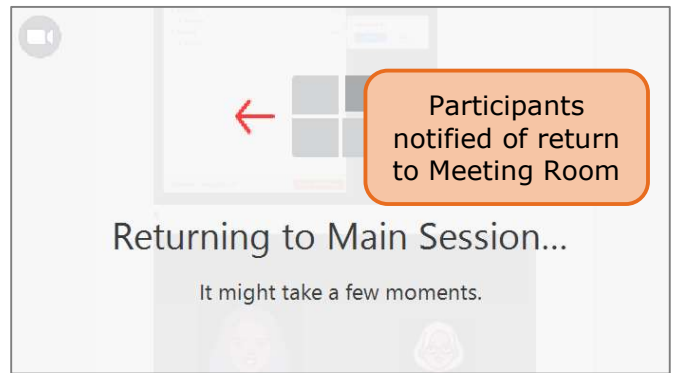 Participants
notified of return
to Meeting Room
Returning to Main Session...
It might take a few moments.